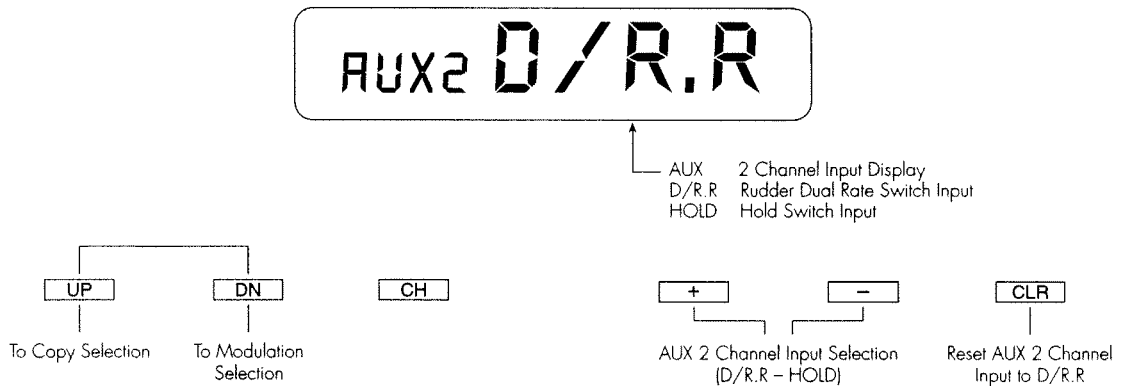 AUX2 D/R.R
AUX 2 Channel Input Display
D/R.R Rudder Dual Rate Switch Input
HOLD Hold Switch Input
UP DN CH + – CLR
To Copy Selection
To Modulation
Selection
AUX 2 Channel Input Selection
(D/R.R – HOLD)
Reset AUX 2 Channel
Input to D/R.R